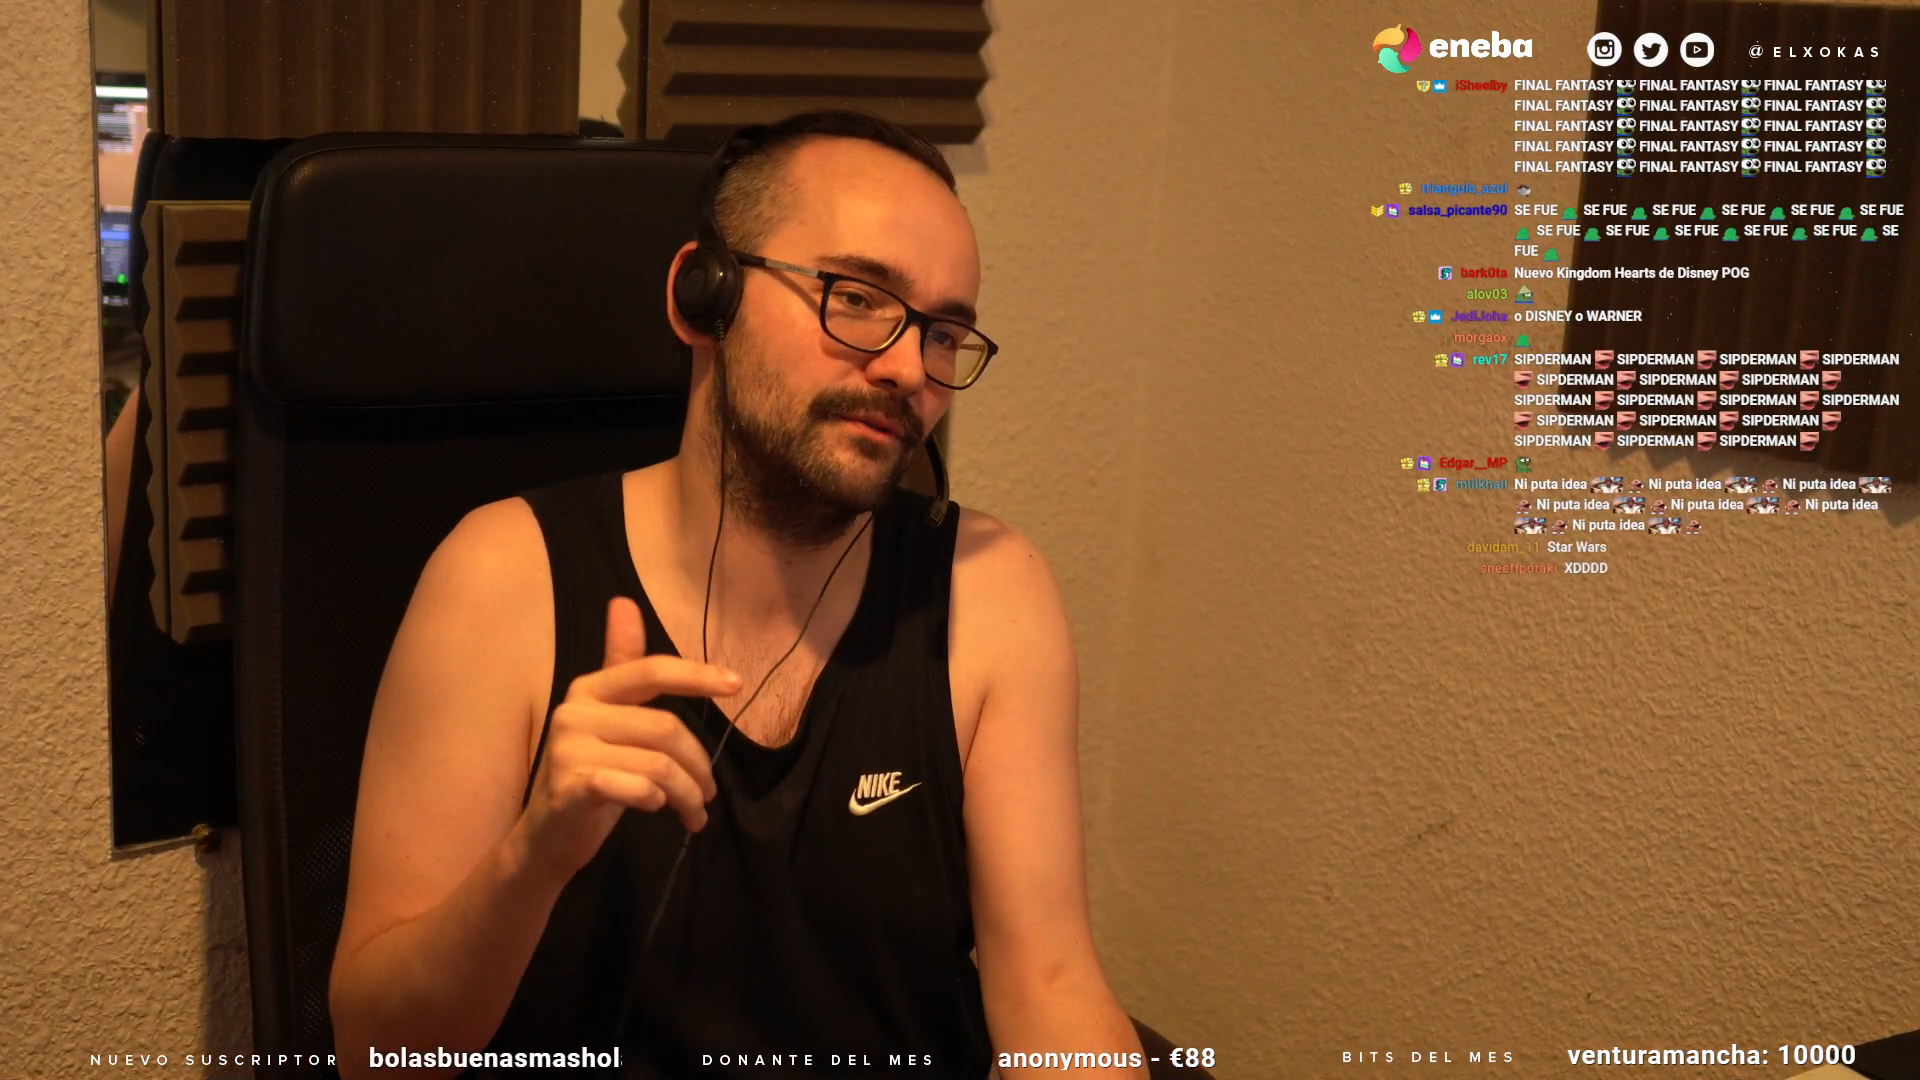 eneba
@ELXOKAS
iSheelby FINAL FANTASY FINAL FANTASY FINAL FANTASY
FINAL FANTASY FINAL FANTASY FINAL FANTASY
FINAL FANTASY FINAL FANTASY FINAL FANTASY
FINAL FANTASY FINAL FANTASY FINAL FANTASY
FINAL FANTASY FINAL FANTASY FINAL FANTASY
triangulo_azul
salsa_picante90 SE FUE SE FUE SE FUE SE FUE SE FUE SE FUE
SE FUE SE FUE SE FUE SE FUE SE FUE SE
FUE
bark0ta Nuevo Kingdom Hearts de Disney POG
alov03
JediJoha o DISNEY o WARNER
morgaox
rev17 SIPDERMAN SIPDERMAN SIPDERMAN SIPDERMAN
SIPDERMAN SIPDERMAN SIPDERMAN
SIPDERMAN SIPDERMAN SIPDERMAN SIPDERMAN
SIPDERMAN SIPDERMAN SIPDERMAN
SIPDERMAN SIPDERMAN SIPDERMAN
Edgar__MP
Ni puta idea Ni puta idea Ni puta idea
Ni puta idea Ni puta idea Ni puta idea
Ni puta idea
davidam_11 Star Wars
sneeffporaki XDDDD
NIKE
NUEVO SUSCRIPTOR bolasbuenasmashol DONANTE DEL MES anonymous - €88 BITS DEL MES venturamancha: 10000